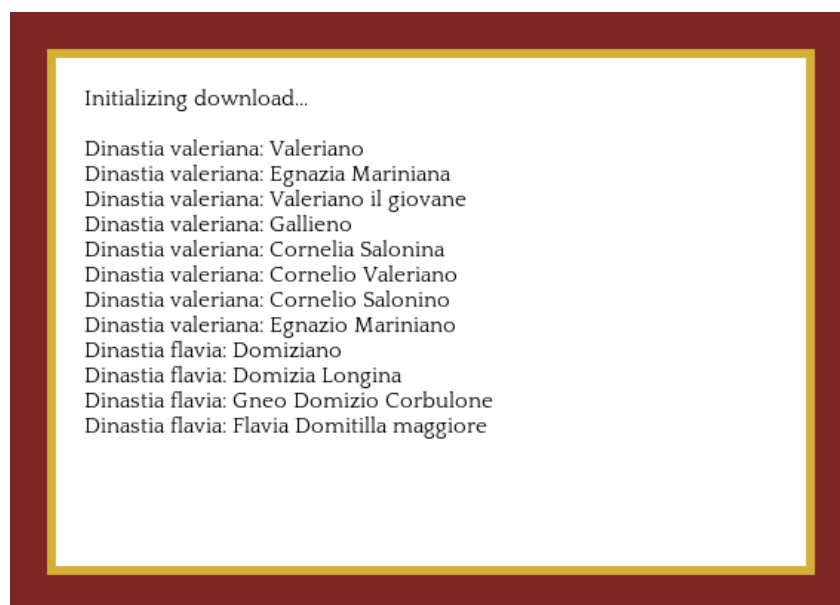 Initializing download...
Dinastia valeriana: Valeriano
Dinastia valeriana: Egnazia Mariniana
Dinastia valeriana: Valeriano il giovane
Dinastia valeriana: Gallieno
Dinastia valeriana: Cornelia Salonina
Dinastia valeriana: Cornelio Valeriano
Dinastia valeriana: Cornelio Salonino
Dinastia valeriana: Egnazio Mariniano
Dinastia flavia: Domiziano
Dinastia flavia: Domizia Longina
Dinastia flavia: Gneo Domizio Corbulone
Dinastia flavia: Flavia Domitilla maggiore